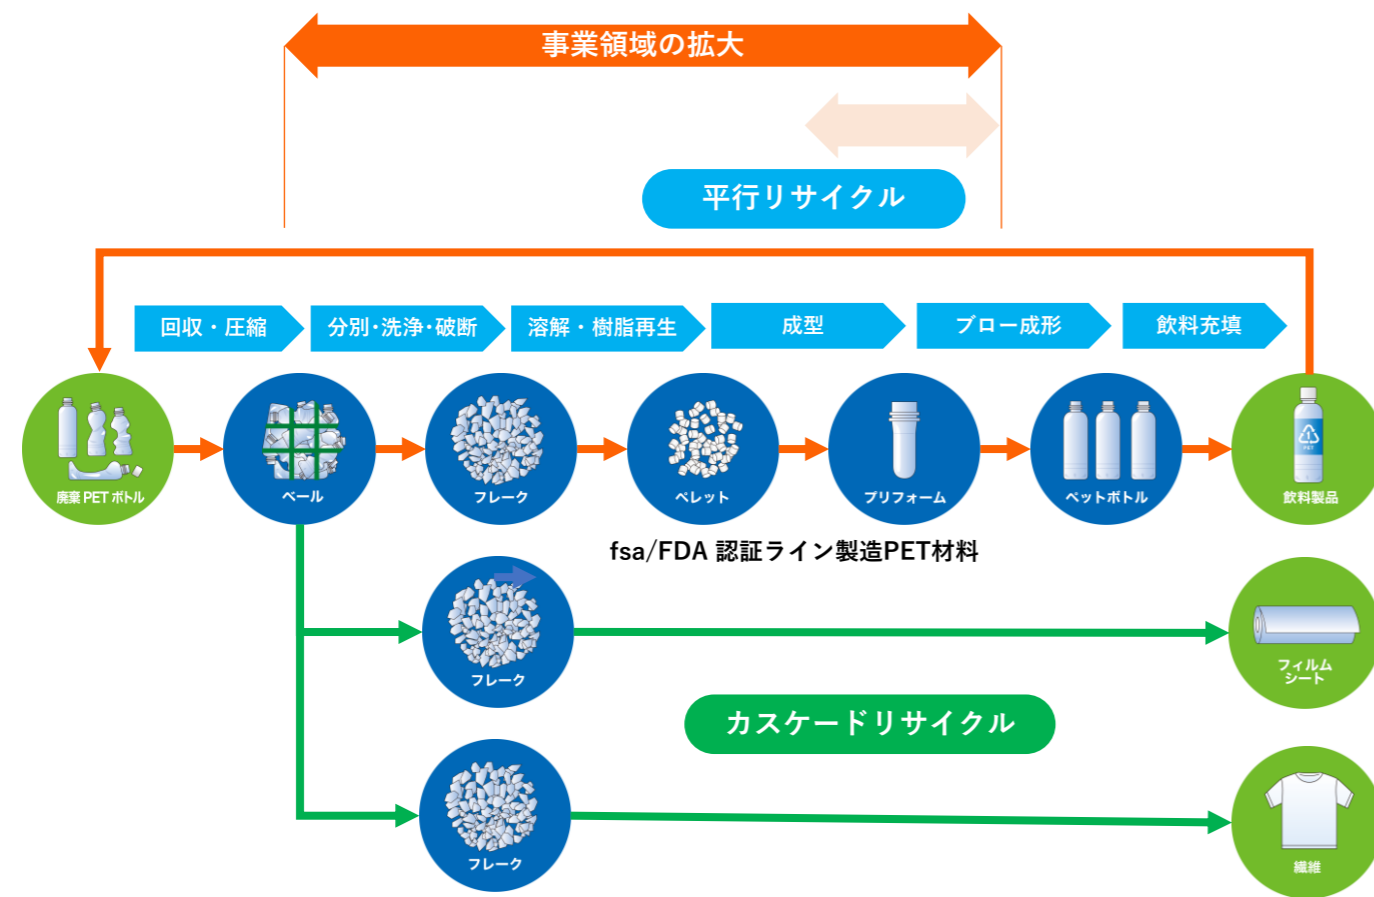 事業領域の拡大
平行リサイクル
回収・圧縮
分別・洗浄・破断
溶解・樹脂再生
成型
ブロー成形
飲料充填
廃棄 PET ボトル
ベール
フレーク
ペレット
プリフォーム
ペットボトル
1
PET
飲料製品
fsa/FDA 認証ライン製造PET材料
フレーク
フィルム
シート
カスケードリサイクル
フレーク
繊維